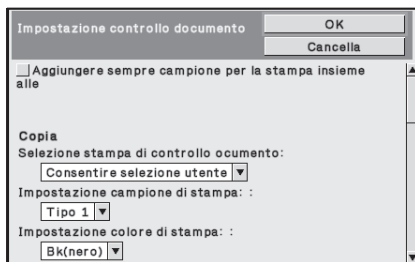 Impostazione controllo documento
OK
Cancella
Aggiungere sempre campione per la stampa insieme
alle
Copia
Selezione stampa di controllo ocumento:
Consentire selezione utente
Impostazione campione di stampa: :
Tipo 1
Impostazione colore di stampa: :
Bk(nero)